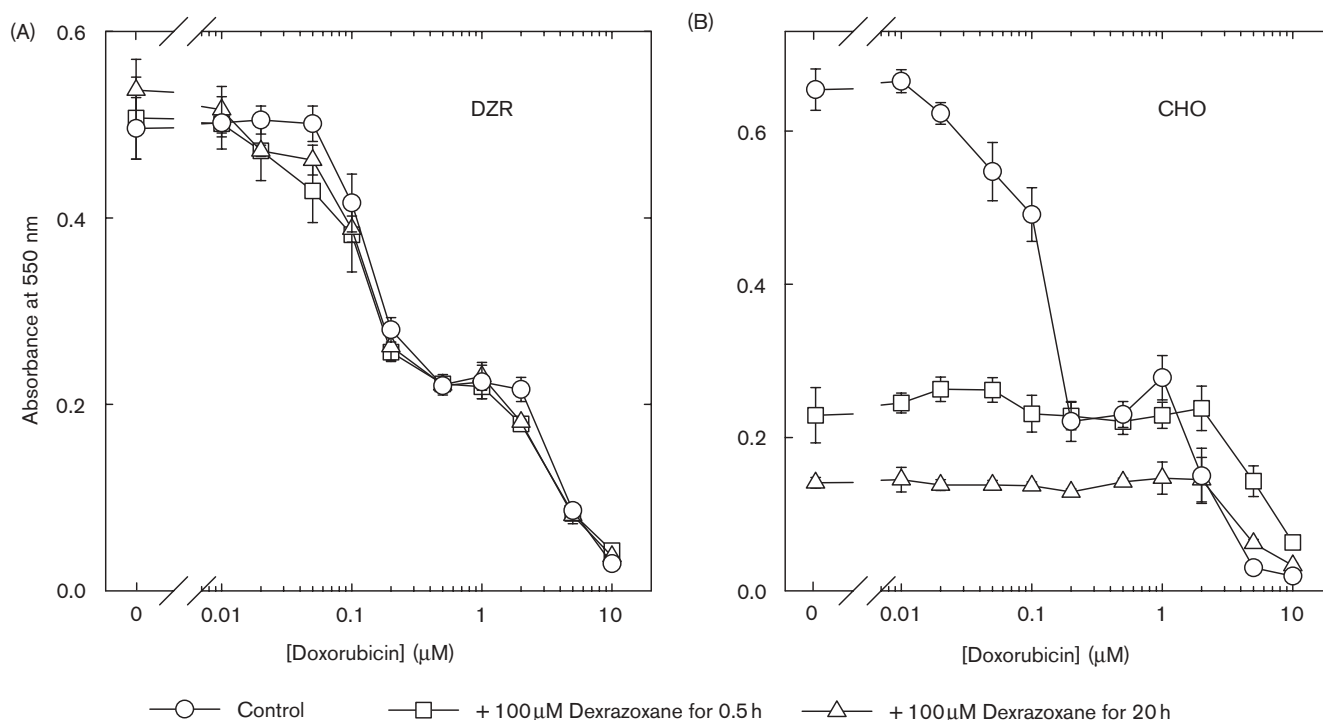 (A)
0.6
0.4
0.2
0.0
Absorbance at 550 nm
DZR
0 0.01 0.1 1 10
[Doxorubicin] (μM)
(B)
0.6
0.4
0.2
0.0
CHO
0 0.01 0.1 1 10
[Doxorubicin] (μM)
Control + 100 μM Dexrazoxane for 0.5 h + 100 μM Dexrazoxane for 20 h